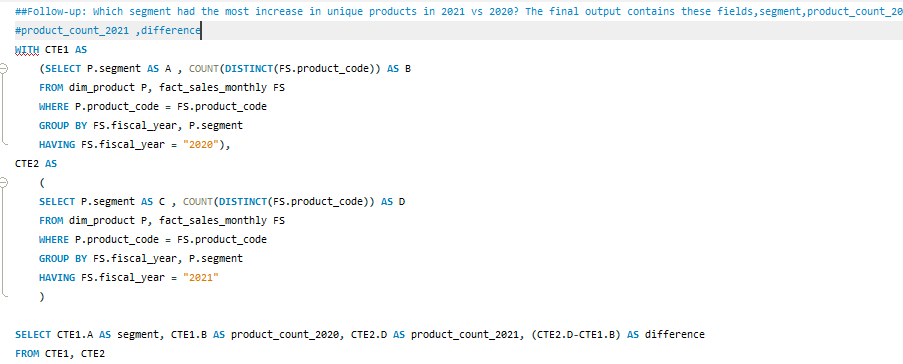 ##Follow-up: Which segment had the most increase in unique products in 2021 vs 2020? The final output contains these fields,segment,product_count_20
#product_count_2021 ,difference
WITH CTE1 AS
(SELECT P.segment AS A , COUNT(DISTINCT(FS.product_code)) AS B
FROM dim_product P, fact_sales_monthly FS
WHERE P.product_code = FS.product_code
GROUP BY FS.fiscal_year, P.segment
HAVING FS.fiscal_year = "2020"),
CTE2 AS
(
SELECT P.segment AS C , COUNT(DISTINCT(FS.product_code)) AS D
FROM dim_product P, fact_sales_monthly FS
WHERE P.product_code = FS.product_code
GROUP BY FS.fiscal_year, P.segment
HAVING FS.fiscal_year = "2021"
)
SELECT CTE1.A AS segment, CTE1.B AS product_count_2020, CTE2.D AS product_count_2021, (CTE2.D-CTE1.B) AS difference
FROM CTE1, CTE2